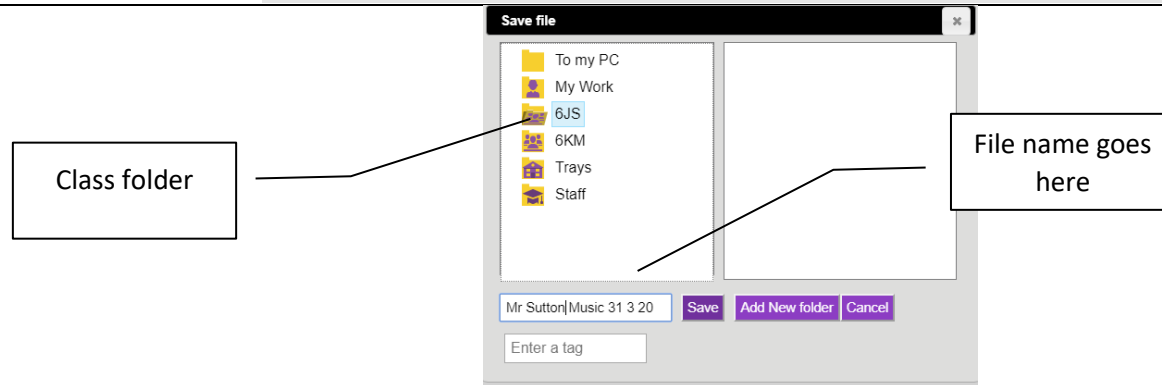 Save file
To my PC
My Work
6JS
6KM
Trays
Staff
Class folder
File name goes
here
Mr Sutton Music 31 3 20
Save
Add New folder
Cancel
Enter a tag